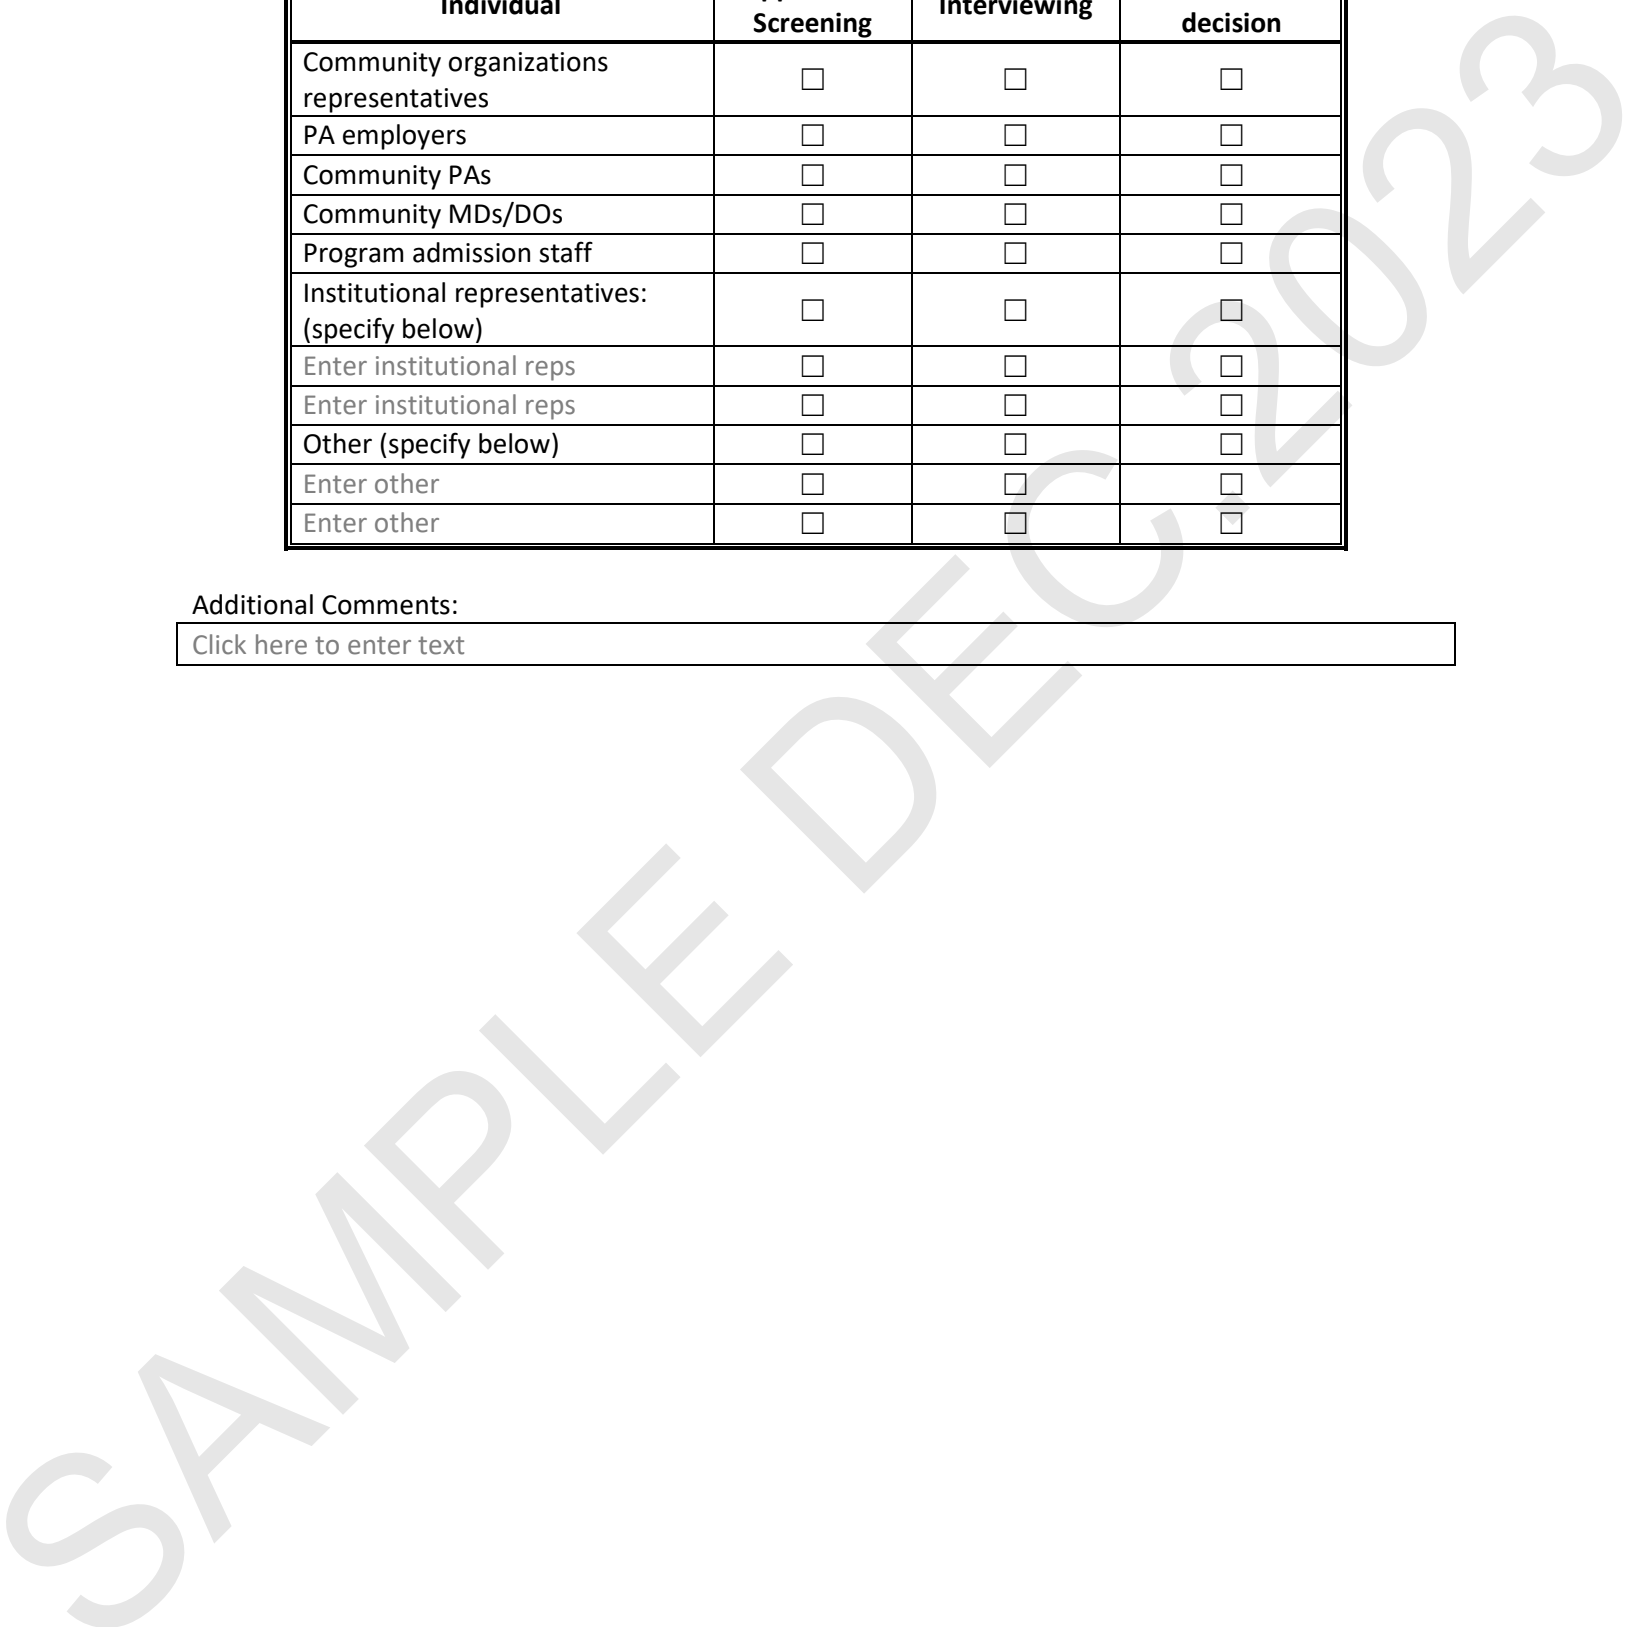 Individual Interviewing
Screening decision
Community organizations
representatives ☐ ☐ ☐
PA employers ☐ ☐ ☐
Community PAs ☐ ☐ ☐
Community MDs/DOs ☐ ☐ ☐
Program admission staff ☐ ☐ ☐
Institutional representatives:
(specify below) ☐ ☐ ☐
Enter institutional reps ☐ ☐ ☐
Enter institutional reps ☐ ☐ ☐
Other (specify below) ☐ ☐ ☐
Enter other ☐ ☐ ☐
Enter other ☐ ☐ ☐
Additional Comments:
Click here to enter text
SAMPLE DEC.2023